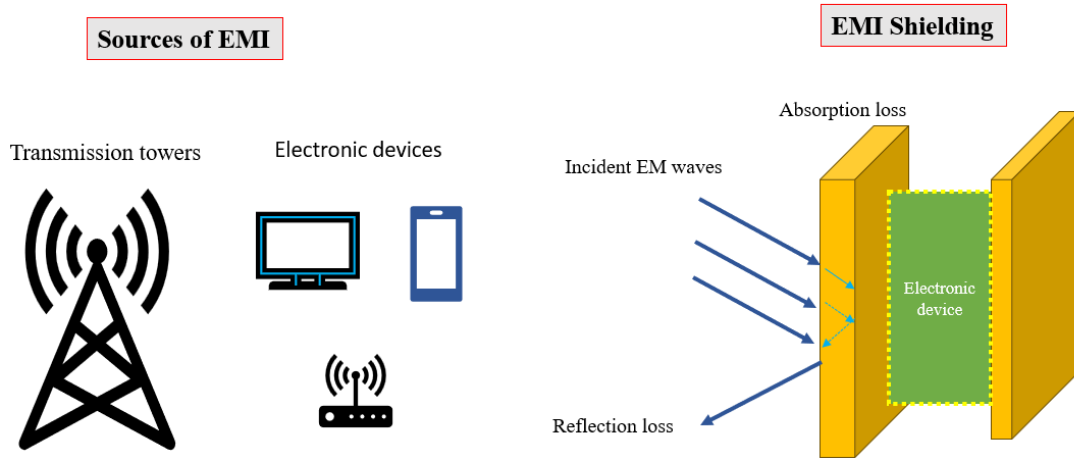 Sources of EMI
EMI Shielding
Transmission towers
Electronic devices
Absorption loss
Incident EM waves
Electronic
device
Reflection loss